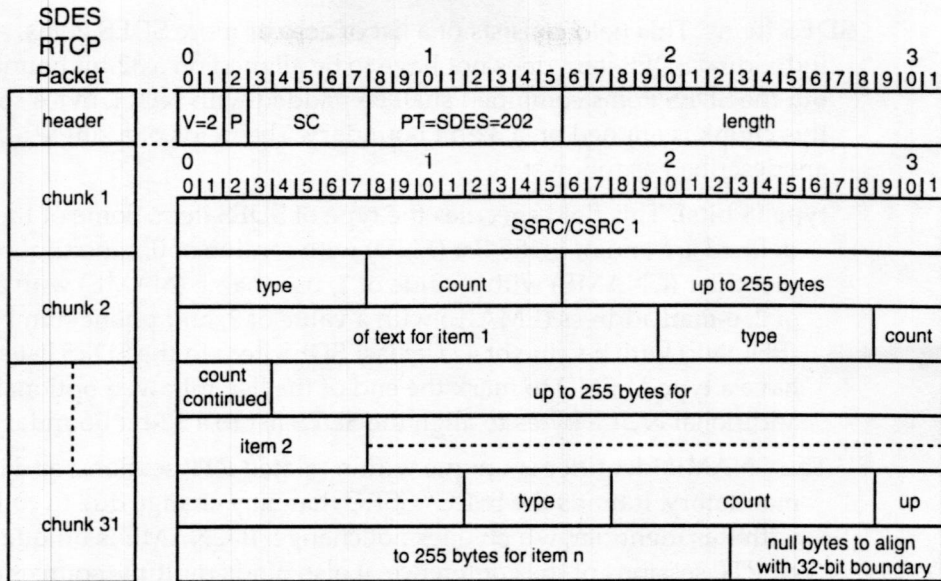 SDES
RTCP
Packet
0 1 2 3
0|1|2|3|4|5|6|7|8|9|0|1|2|3|4|5|6|7|8|9|0|1|2|3|4|5|6|7|8|9|0|1
header
V=2 P SC PT=SDES=202 length
0 1 2 3
0|1|2|3|4|5|6|7|8|9|0|1|2|3|4|5|6|7|8|9|0|1|2|3|4|5|6|7|8|9|0|1
chunk 1
SSRC/CSRC 1
chunk 2
type count up to 255 bytes
of text for item 1 type count
count
continued
up to 255 bytes for
item 2
chunk 31
type count up
to 255 bytes for item n
null bytes to align
with 32-bit boundary